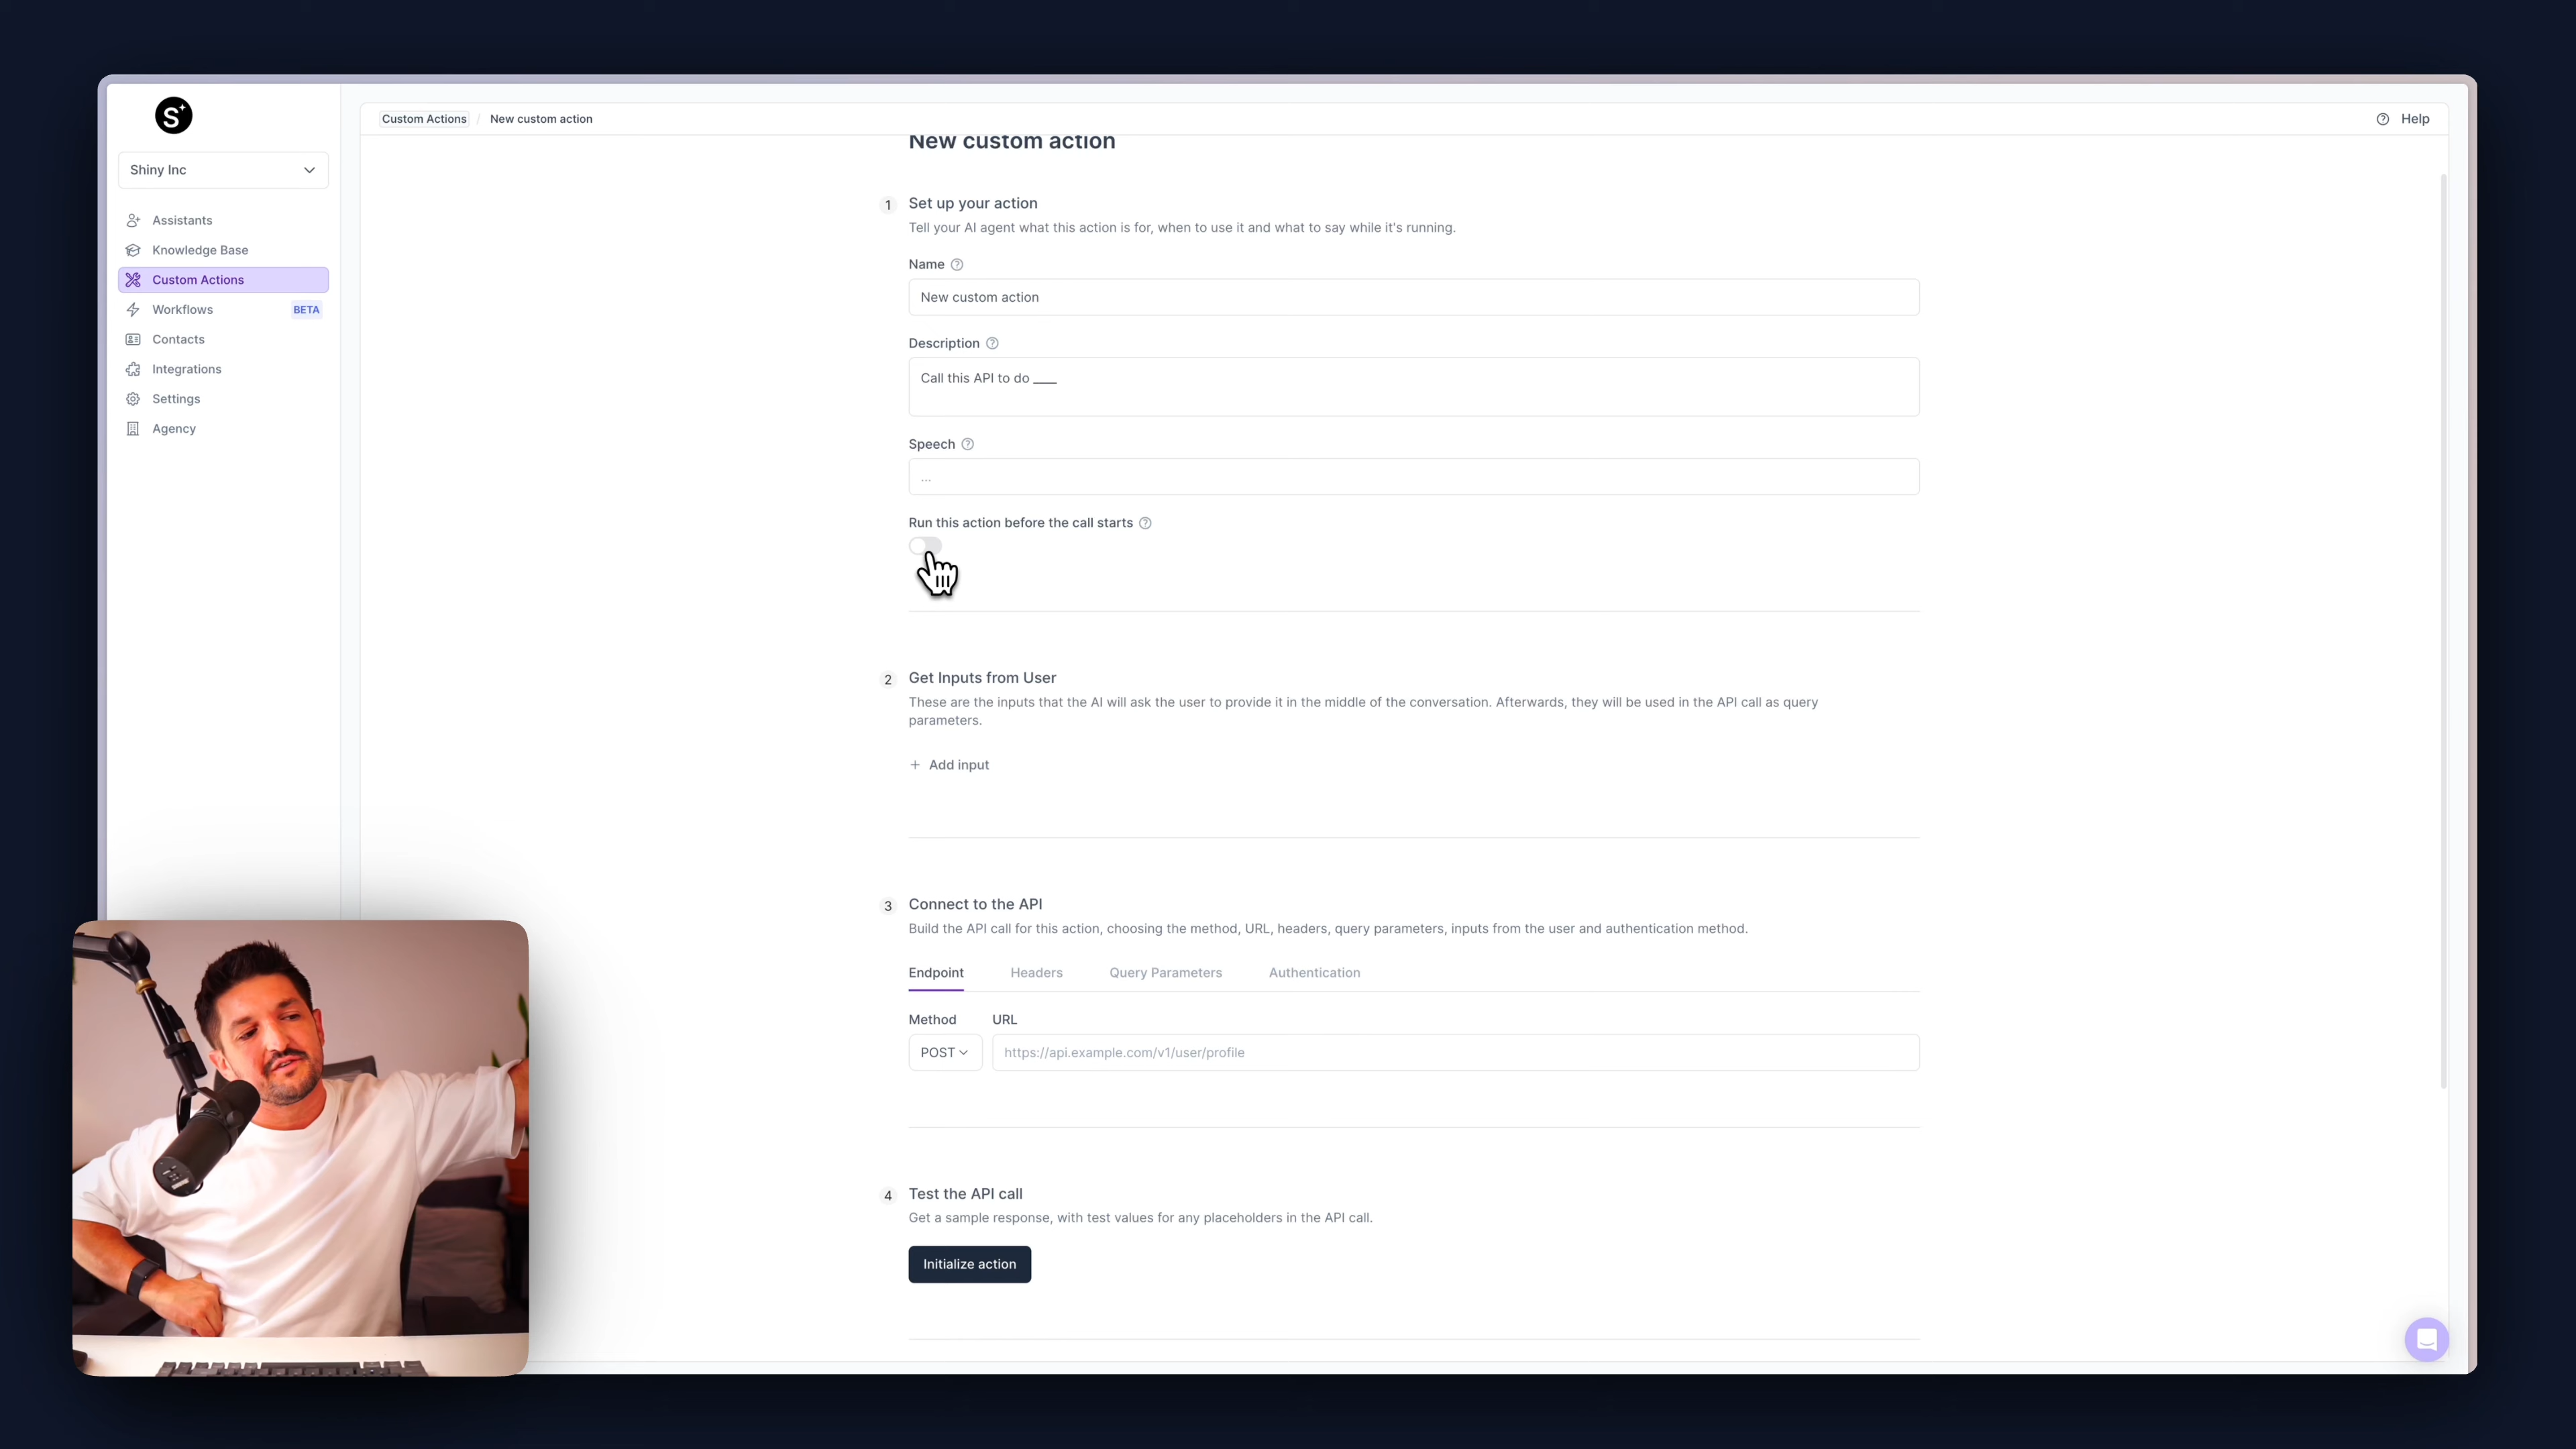 S
Custom Actions / New custom action
Help
Shiny Inc
Assistants
Knowledge Base
Custom Actions
Workflows BETA
Contacts
Integrations
Settings
Agency
New custom action
1 Set up your action
Tell your AI agent what this action is for, when to use it and what to say while it's running.
Name
New custom action
Description
Call this API to do ____
Speech
...
Run this action before the call starts
2 Get Inputs from User
These are the inputs that the AI will ask the user to provide it in the middle of the conversation. Afterwards, they will be used in the API call as query
parameters.
+ Add input
3 Connect to the API
Build the API call for this action, choosing the method, URL, headers, query parameters, inputs from the user and authentication method.
Endpoint Headers Query Parameters Authentication
Method URL
POST https://api.example.com/v1/user/profile
4 Test the API call
Get a sample response, with test values for any placeholders in the API call.
Initialize action